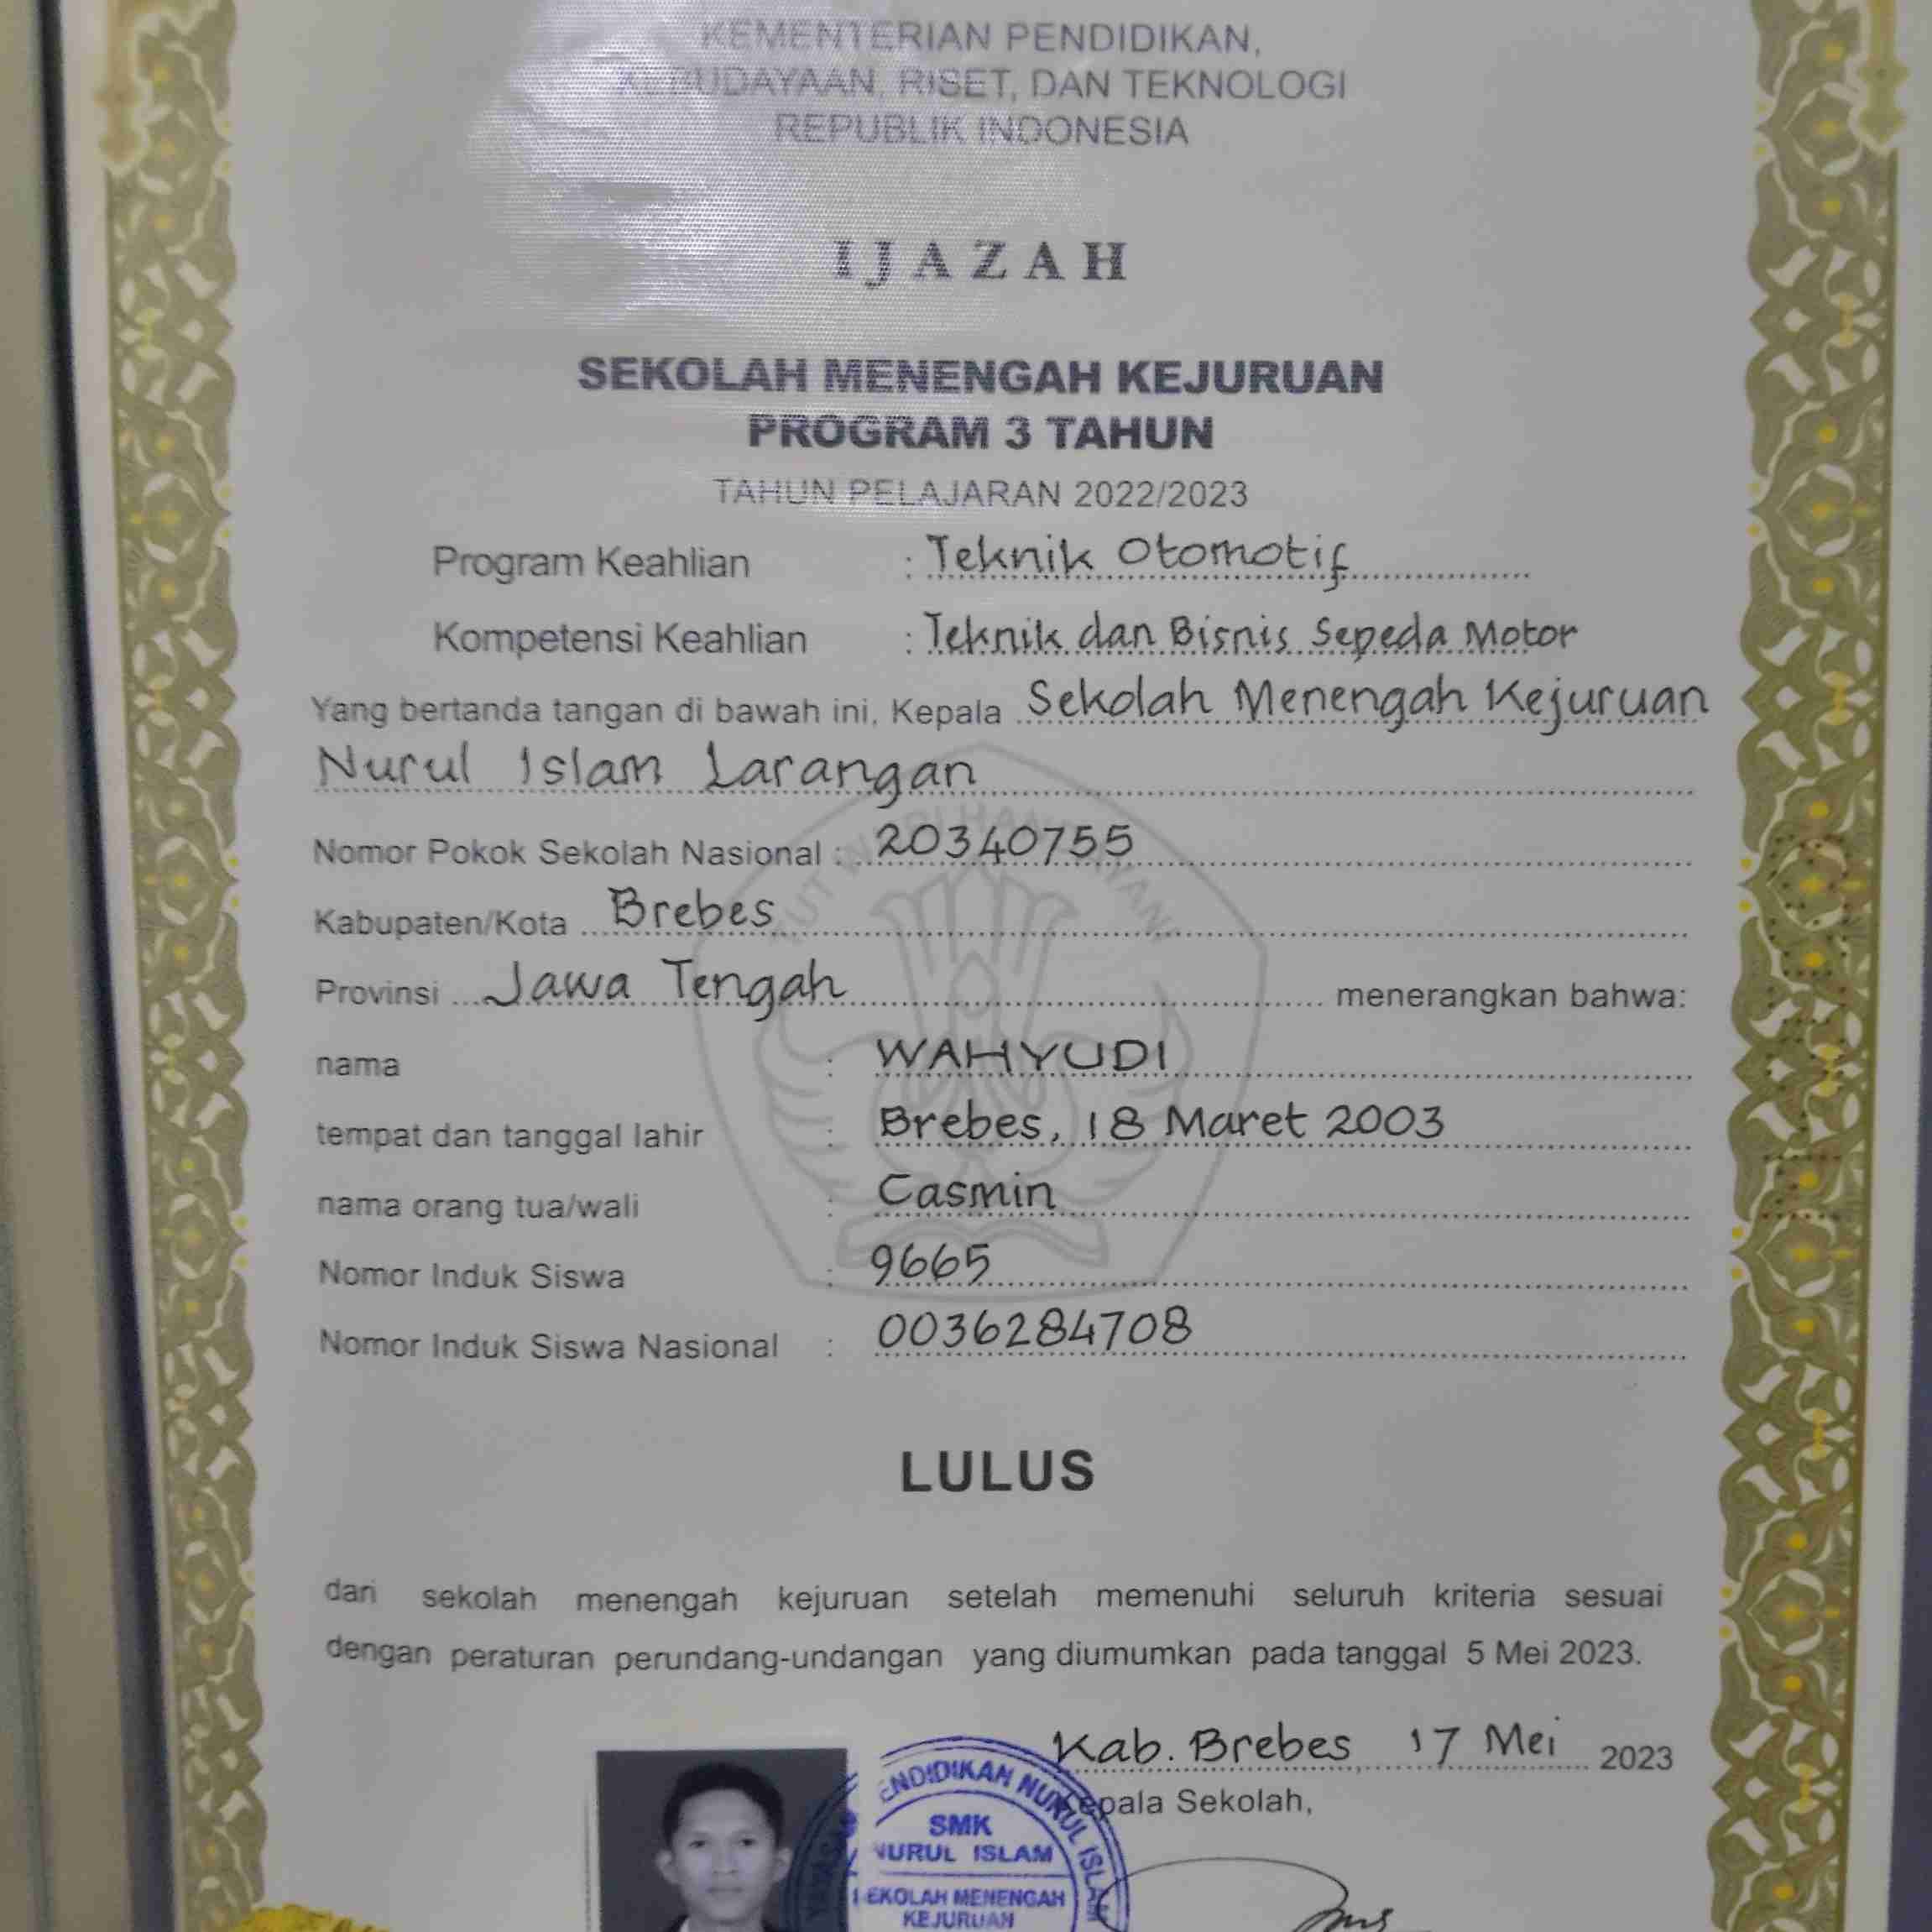 KEMENTERIAN PENDIDIKAN,
KEBUDAYAAN, RISET, DAN TEKNOLOGI
REPUBLIK INDONESIA
IJAZAH
SEKOLAH MENENGAH KEJURUAN
PROGRAM 3 TAHUN
TAHUN PELAJARAN 2022/2023
Program Keahlian : Teknik Otomotif
Kompetensi Keahlian : Teknik dan Bisnis Sepeda Motor
Yang bertanda tangan di bawah ini, Kepala Sekolah Menengah Kejuruan
Nurul Islam Larangan
Nomor Pokok Sekolah Nasional : 20340755
Kabupaten/Kota Brebes
Provinsi Jawa Tengah menerangkan bahwa:
nama : WAHYUDI
tempat dan tanggal lahir : Brebes, 18 Maret 2003
nama orang tua/wali : Casmin
Nomor Induk Siswa : 9665
Nomor Induk Siswa Nasional : 0036284708
LULUS
dari sekolah menengah kejuruan setelah memenuhi seluruh kriteria sesuai
dengan peraturan perundang-undangan yang diumumkan pada tanggal 5 Mei 2023.
Kab. Brebes, 17 Mei 2023
Kepala Sekolah,
ENDIDIKAN NURUL ISLAM
SMK
NURUL ISLAM
SEKOLAH MENENGAH
KEJURUAN